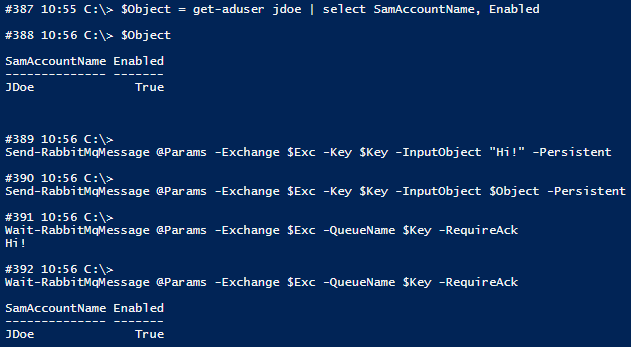 #387 10:55 C:\> $Object = get-aduser jdoe | select SamAccountName, Enabled
#388 10:56 C:\> $Object
SamAccountName Enabled
-------------- -------
JDoe              True
#389 10:56 C:\>
Send-RabbitMqMessage @Params -Exchange $Exc -Key $Key -InputObject "Hi!" -Persistent
#390 10:56 C:\>
Send-RabbitMqMessage @Params -Exchange $Exc -Key $Key -InputObject $Object -Persistent
#391 10:56 C:\>
Wait-RabbitMqMessage @Params -Exchange $Exc -QueueName $Key -RequireAck
Hi!
#392 10:56 C:\>
Wait-RabbitMqMessage @Params -Exchange $Exc -QueueName $Key -RequireAck
SamAccountName Enabled
-------------- -------
JDoe              True